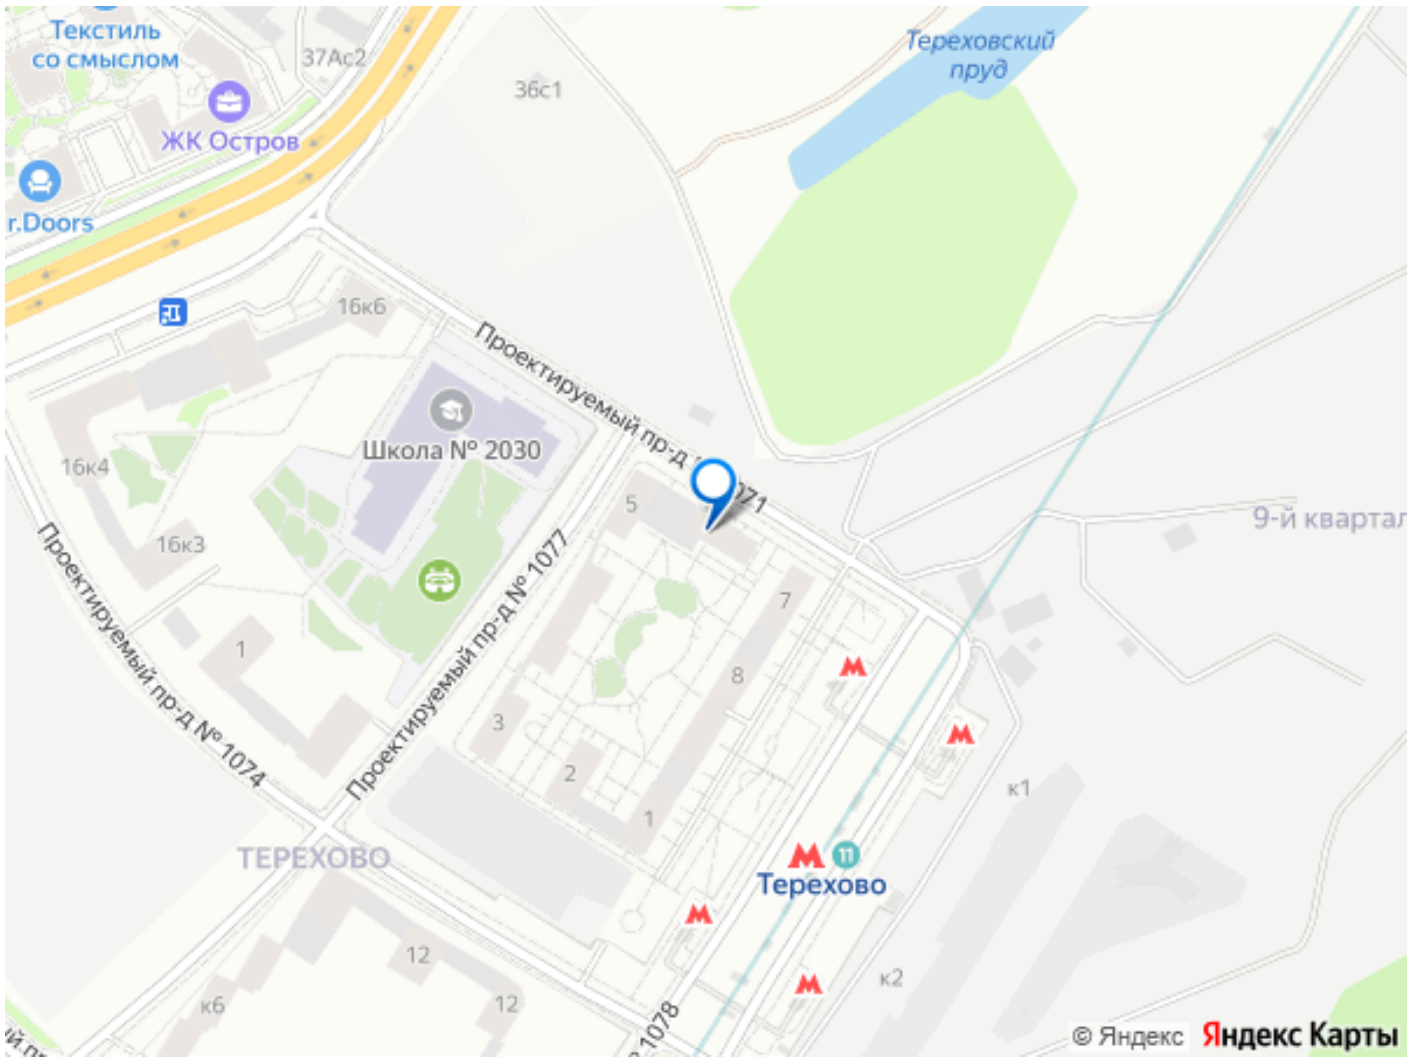 Текстиль
со смыслом
37Ас2
ЖК Остров
r.Doors
36с1
Тереховский
пруд
16к6
Проектируемый пр-д
071
Школа № 2030
16к4
16к3
5
9-й квартал
Проектируемый пр-д № 1077
Проектируемый пр-д № 1074
1
7
8
3
2
1
к1
ТЕРЕХОВО
11
Терехово
12
12
к6
к2
1078
© Яндекс Яндекс Карты